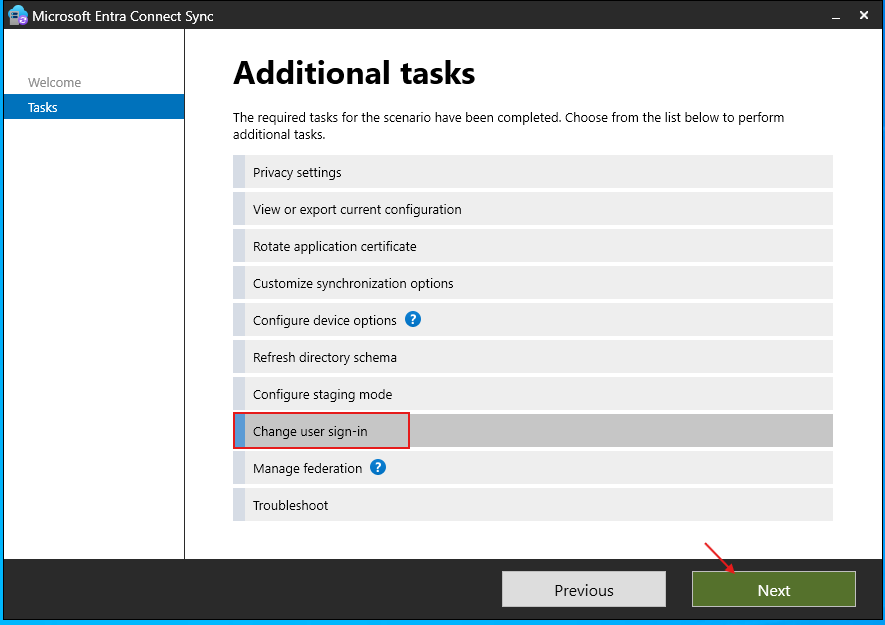 Microsoft Entra Connect Sync
Welcome
Tasks
Additional tasks
The required tasks for the scenario have been completed. Choose from the list below to perform
additional tasks.
Privacy settings
View or export current configuration
Rotate application certificate
Customize synchronization options
Configure device options ?
Refresh directory schema
Configure staging mode
Change user sign-in
Manage federation ?
Troubleshoot
Previous
Next